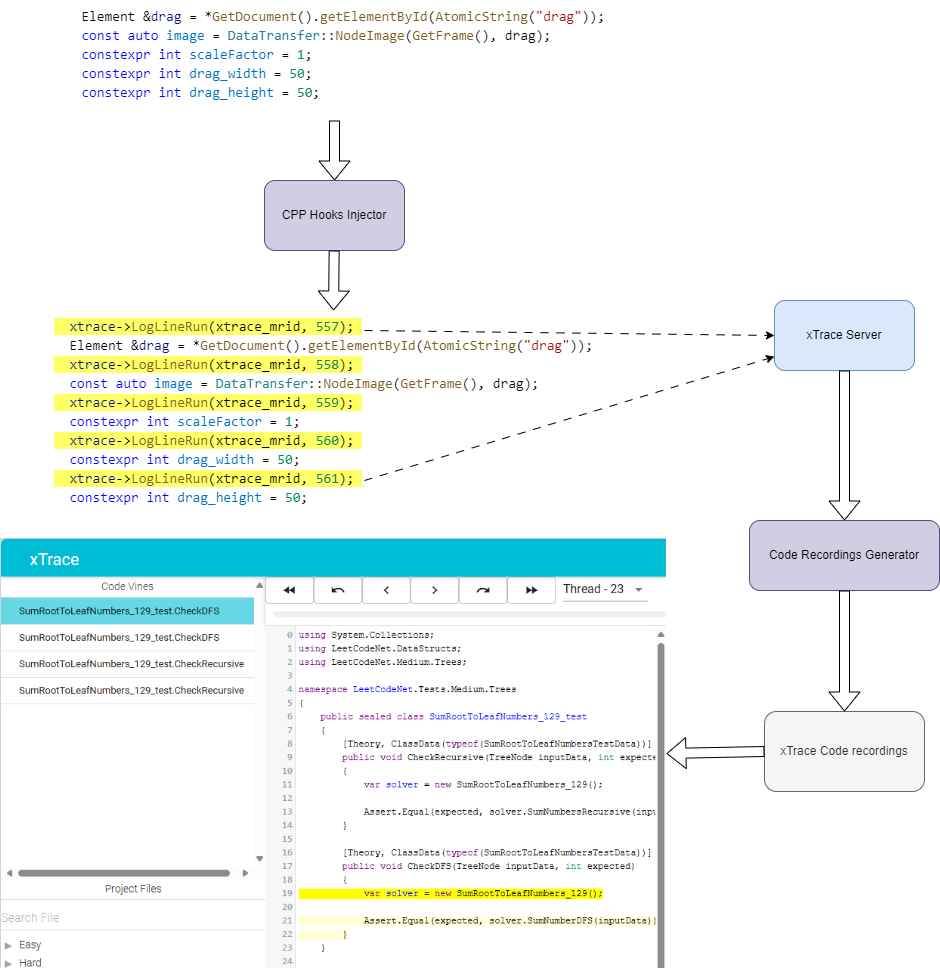 Element &drag = *GetDocument().getElementById(AtomicString("drag"));
const auto image = DataTransfer::NodeImage(GetFrame(), drag);
constexpr int scaleFactor = 1;
constexpr int drag_width = 50;
constexpr int drag_height = 50;
CPP Hooks Injector
xtrace->LogLineRun(xtrace_mrid, 557);
Element &drag = *GetDocument().getElementById(AtomicString("drag"));
xtrace->LogLineRun(xtrace_mrid, 558);
const auto image = DataTransfer::NodeImage(GetFrame(), drag);
xtrace->LogLineRun(xtrace_mrid, 559);
constexpr int scaleFactor = 1;
xtrace->LogLineRun(xtrace_mrid, 560);
constexpr int drag_width = 50;
xtrace->LogLineRun(xtrace_mrid, 561);
constexpr int drag_height = 50;
xTrace Server
Code Recordings Generator
xTrace Code recordings
xTrace
Code Vines
SumRootToLeafNumbers_129_test.CheckDFS
SumRootToLeafNumbers_129_test.CheckDFS
SumRootToLeafNumbers_129_test.CheckRecursive
SumRootToLeafNumbers_129_test.CheckRecursive
Project Files
Search File
Easy
Hard
Thread - 23
0 using System.Collections;
1 using LeetCodeNet.DataStructs;
2 using LeetCodeNet.Medium.Trees;
3
4 namespace LeetCodeNet.Tests.Medium.Trees
5 {
6 public sealed class SumRootToLeafNumbers_129_test
7 {
8 [Theory, ClassData(typeof(SumRootToLeafNumbersTestData))]
9 public void CheckRecursive(TreeNode inputData, int expecte
10 {
11 var solver = new SumRootToLeafNumbers_129();
12
13 Assert.Equal(expected, solver.SumNumbersRecursive(inpu
14 }
15
16 [Theory, ClassData(typeof(SumRootToLeafNumbersTestData))]
17 public void CheckDFS(TreeNode inputData, int expected)
18 {
19 var solver = new SumRootToLeafNumbers_129();
20
21 Assert.Equal(expected, solver.SumNumberDFS(inputData))
22 }
23 }
24